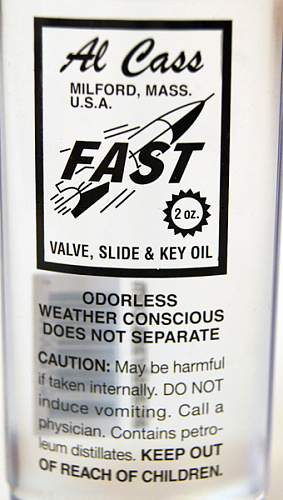 Al Cass
MILFORD, MASS.
U.S.A.
FAST
2 oz.
VALVE, SLIDE & KEY OIL
ODORLESS
WEATHER CONSCIOUS
DOES NOT SEPARATE
CAUTION: May be harmful
if taken internally. DO NOT
induce vomiting. Call a
physician. Contains petro-
leum distillates. KEEP OUT
OF REACH OF CHILDREN.